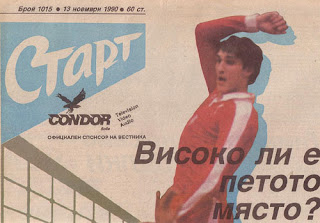 Брой 1015 • 13 ноември 1990 • 60 ст.
Старт
CONDOR
Sofia
Television
Video
Audio
ОФИЦИАЛЕН СПОНСОР НА ВЕСТНИКА
Високо ли е
петото
място?